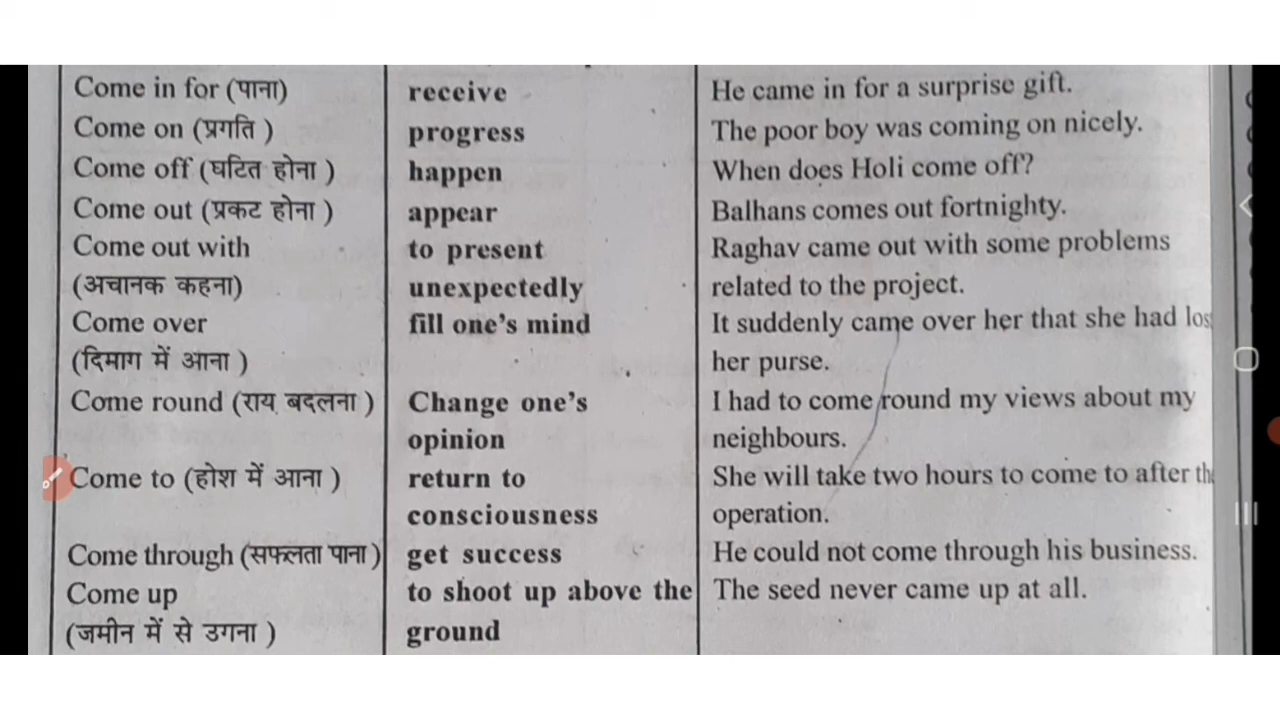 Come in for (पाना) receive He came in for a surprise gift.
Come on (प्रगति ) progress The poor boy was coming on nicely.
Come off (घटित होना ) happen When does Holi come off?
Come out (प्रकट होना ) appear Balhans comes out fortnighty.
Come out with to present Raghav came out with some problems
(अचानक कहना) unexpectedly related to the project.
Come over fill one's mind It suddenly came over her that she had los
(दिमाग में आना ) her purse.
Come round (राय बदलना ) Change one's I had to come round my views about my
opinion neighbours.
Come to (होश में आना ) return to She will take two hours to come to after th
consciousness operation.
Come through (सफलता पाना) get success He could not come through his business.
Come up to shoot up above the The seed never came up at all.
(जमीन में से उगना ) ground